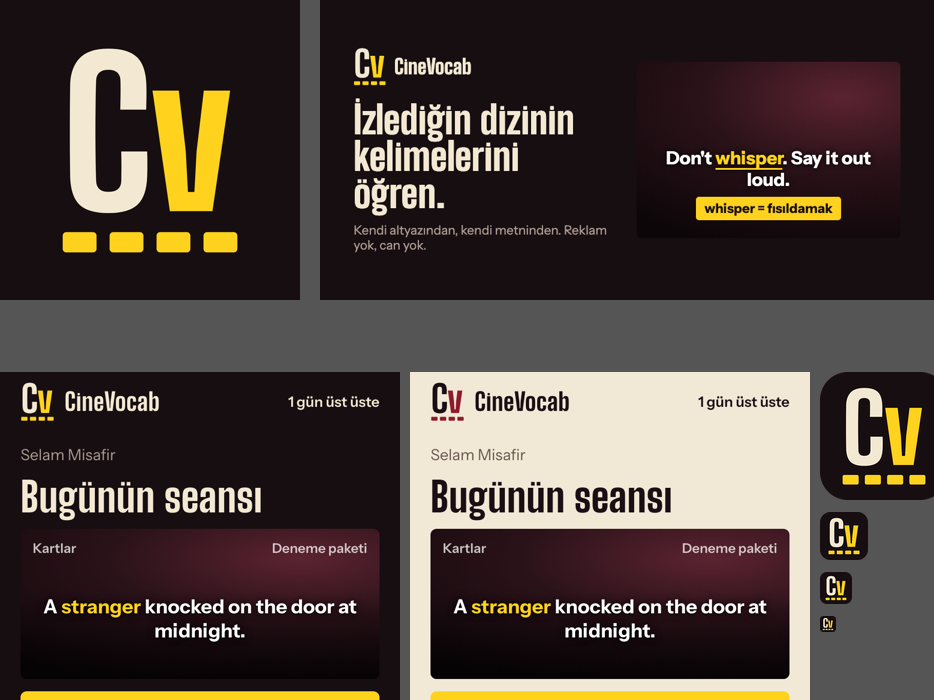 Cv
Cv CineVocab
İzlediğin dizinin
kelimelerini
öğren.
Kendi altyazından, kendi metninden. Reklam
yok, can yok.
Don't whisper. Say it out
loud.
whisper = fısıldamak
Cv CineVocab
1 gün üst üste
Selam Misafir
Bugünün seansı
Kartlar
Deneme paketi
A stranger knocked on the door at
midnight.
Cv CineVocab
1 gün üst üste
Selam Misafir
Bugünün seansı
Kartlar
Deneme paketi
A stranger knocked on the door at
midnight.
Cv
Cv
Cv
Cv